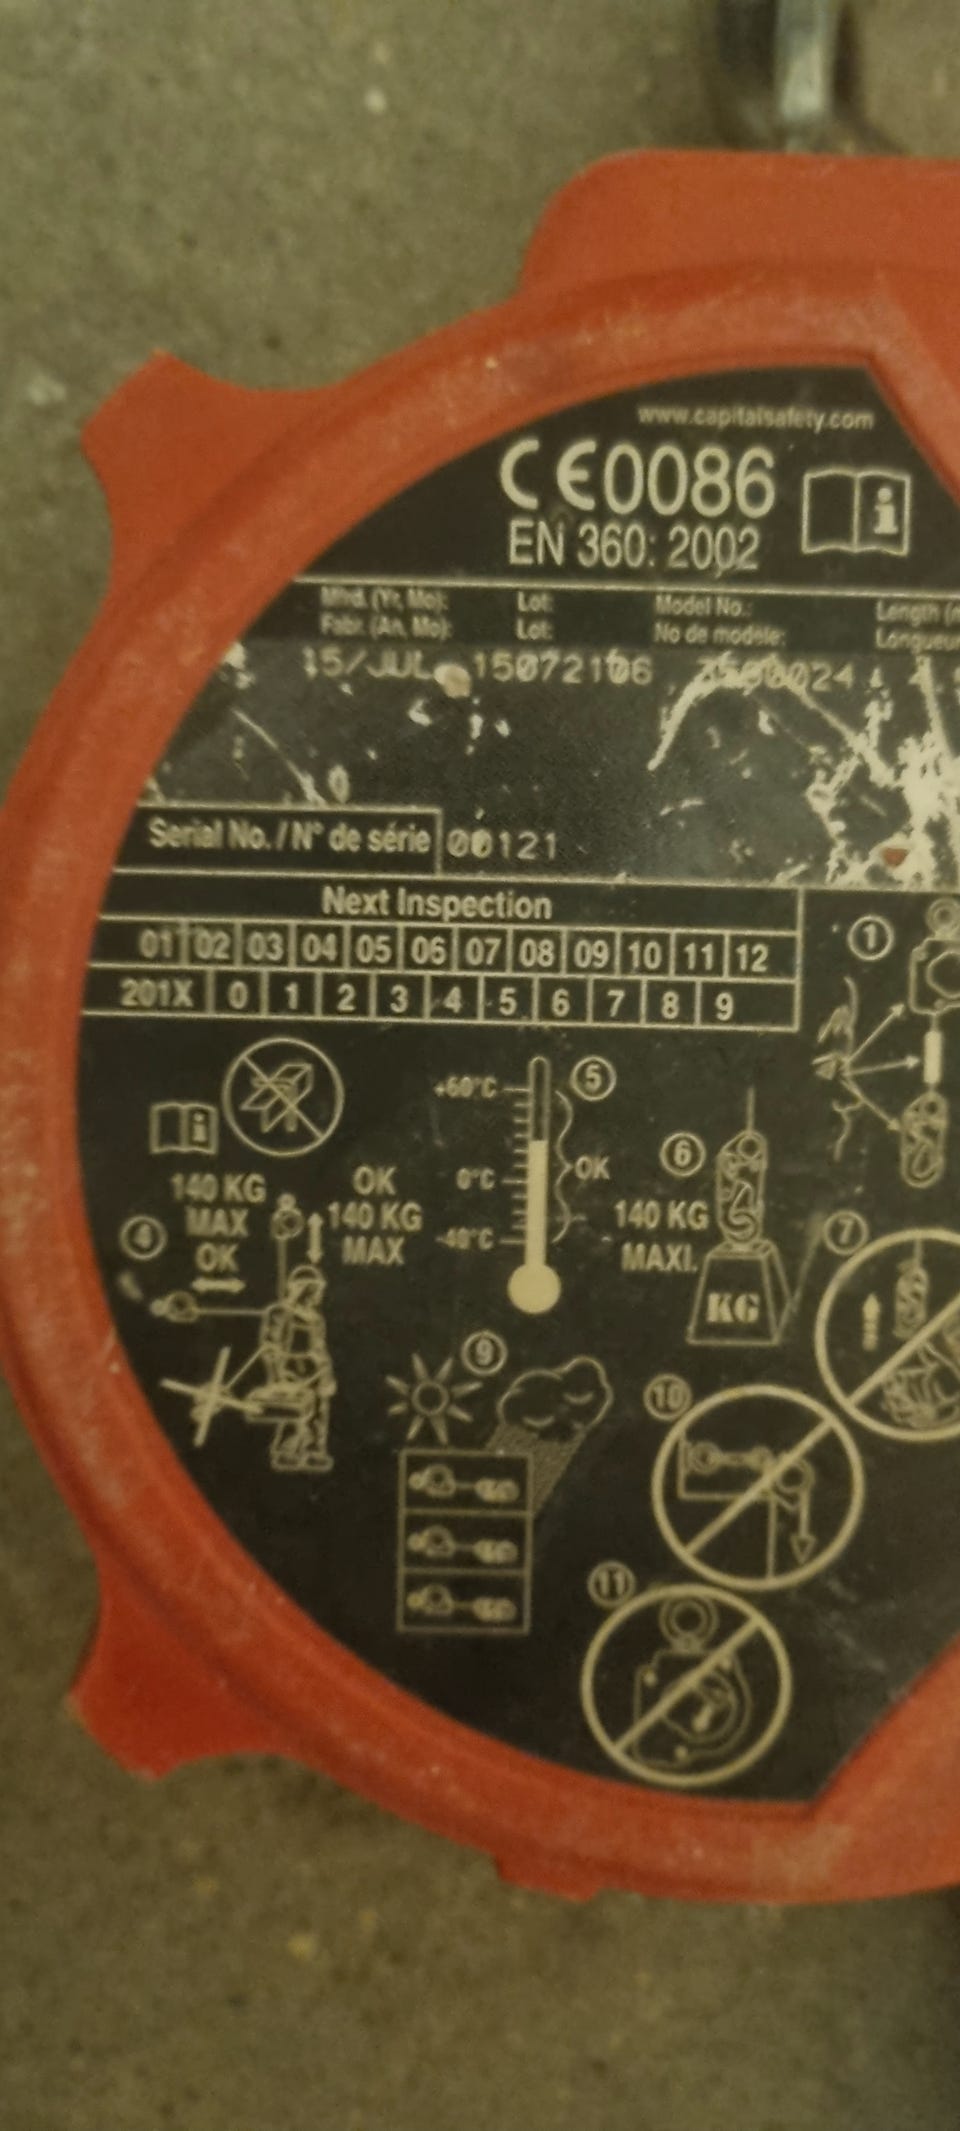 www.capitalsafety.com
CE0086
EN 360: 2002
Mfrd. (Yr, Mo): Lot: Model No.:
Fabr. (An, Mo): Lot: No de modèle: Longueur
15/JUL 15072106
Serial No. / N° de série 00121
Next Inspection
01 02 03 04 05 06 07 08 09 10 11 12
201X 0 1 2 3 4 5 6 7 8 9
1
5
+60°C
0°C
-40°C
OK
4
140 KG
MAX
OK
OK
140 KG
MAX
6
140 KG
MAXI.
KG
7
9
10
11